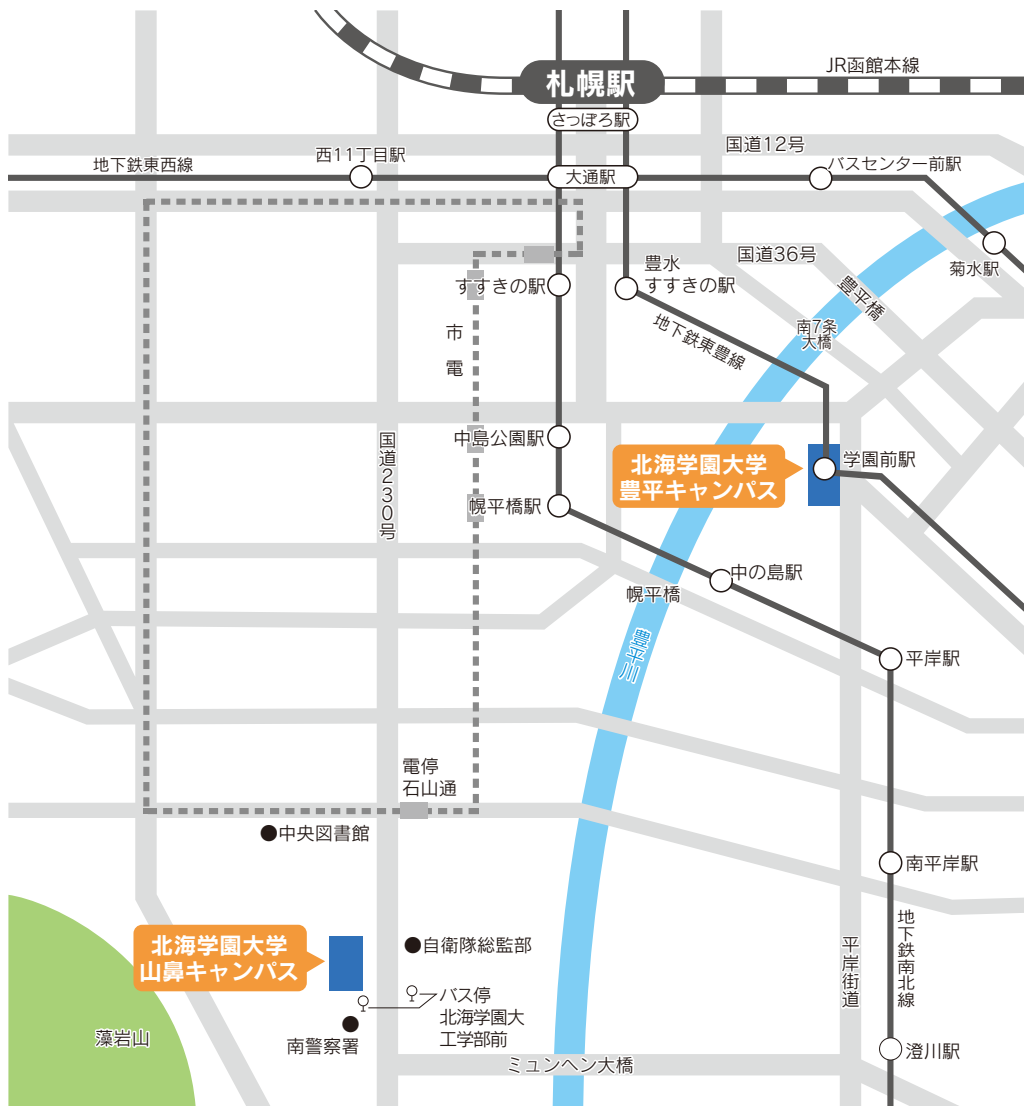 JR函館本線
札幌駅
さっぽろ駅
国道12号
西11丁目駅
地下鉄東西線
バスセンター前駅
大通駅
国道36号
豊水
すすきの駅
菊水駅
すすきの駅
豊平橋
市電
地下鉄東豊線
南7条
大橋
国道230号
中島公園駅
北海学園大学
豊平キャンパス
学園前駅
幌平橋駅
中の島駅
幌平橋
豊平川
平岸駅
電停
石山通
中央図書館
南平岸駅
北海学園大学
山鼻キャンパス
自衛隊総監部
地下鉄南北線
平岸街道
バス停
北海学園大
工学部前
藻岩山
南警察署
ミュンヘン大橋
澄川駅